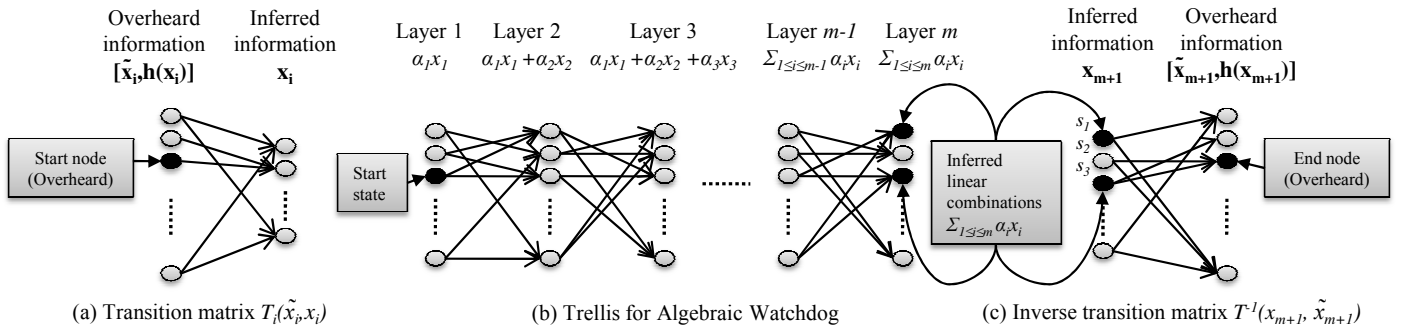 Overheard
information
[x̃ᵢ,h(xᵢ)]
Inferred
information
xᵢ
Start node
(Overheard)
(a) Transition matrix Tᵢ(x̃ᵢ,xᵢ)
Layer 1
α₁x₁
Layer 2
α₁x₁ +α₂x₂
Layer 3
α₁x₁ +α₂x₂ +α₃x₃
Layer m-1
Σ₁≤ᵢ≤ₘ₋₁ αᵢxᵢ
Layer m
Σ₁≤ᵢ≤ₘ αᵢxᵢ
Start
state
(b) Trellis for Algebraic Watchdog
Inferred
linear
combinations
Σ₁≤ᵢ≤ₘ αᵢxᵢ
Inferred
information
xₘ₊₁
Overheard
information
[x̃ₘ₊₁,h(xₘ₊₁)]
s₁
s₂
s₃
End node
(Overheard)
(c) Inverse transition matrix T⁻¹(xₘ₊₁, x̃ₘ₊₁)